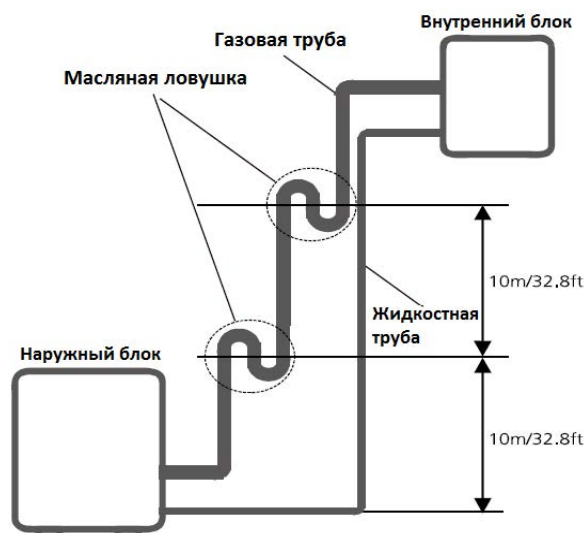 Внутренний блок
Газовая труба
Масляная ловушка
10m/32.8ft
Жидкостная
труба
Наружный блок
10m/32.8ft